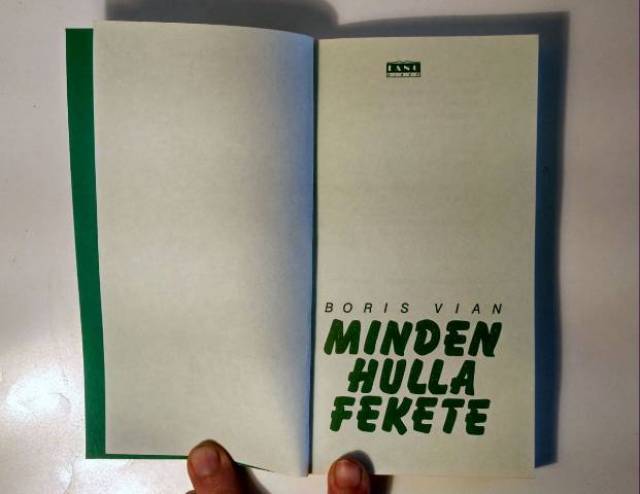 BORIS VIAN
MINDEN
HULLA
FEKETE